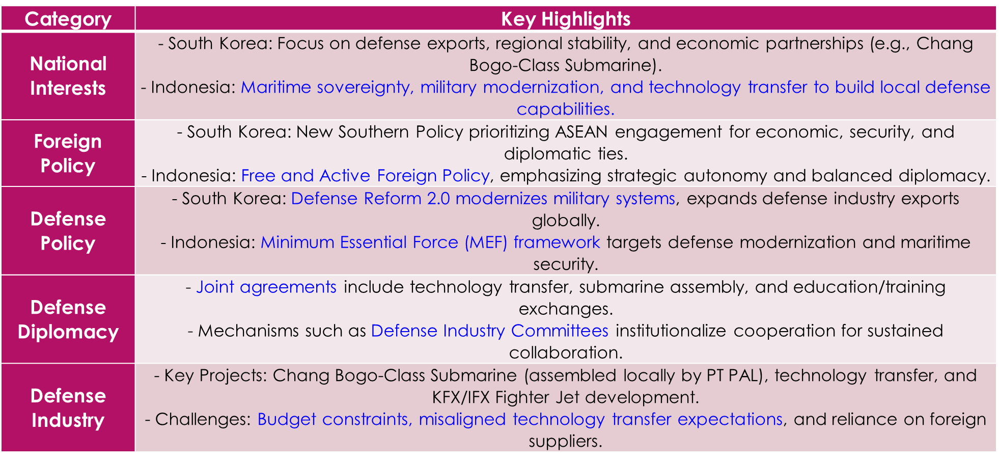 Category
Key Highlights
National
Interests
- South Korea: Focus on defense exports, regional stability, and economic partnerships (e.g., Chang
Bogo-Class Submarine).
- Indonesia: Maritime sovereignty, military modernization, and technology transfer to build local defense
capabilities.
Foreign
Policy
- South Korea: New Southern Policy prioritizing ASEAN engagement for economic, security, and
diplomatic ties.
- Indonesia: Free and Active Foreign Policy, emphasizing strategic autonomy and balanced diplomacy.
Defense
Policy
- South Korea: Defense Reform 2.0 modernizes military systems, expands defense industry exports
globally.
- Indonesia: Minimum Essential Force (MEF) framework targets defense modernization and maritime
security.
Defense
Diplomacy
- Joint agreements include technology transfer, submarine assembly, and education/training
exchanges.
- Mechanisms such as Defense Industry Committees institutionalize cooperation for sustained
collaboration.
Defense
Industry
- Key Projects: Chang Bogo-Class Submarine (assembled locally by PT PAL), technology transfer, and
KFX/IFX Fighter Jet development.
- Challenges: Budget constraints, misaligned technology transfer expectations, and reliance on foreign
suppliers.